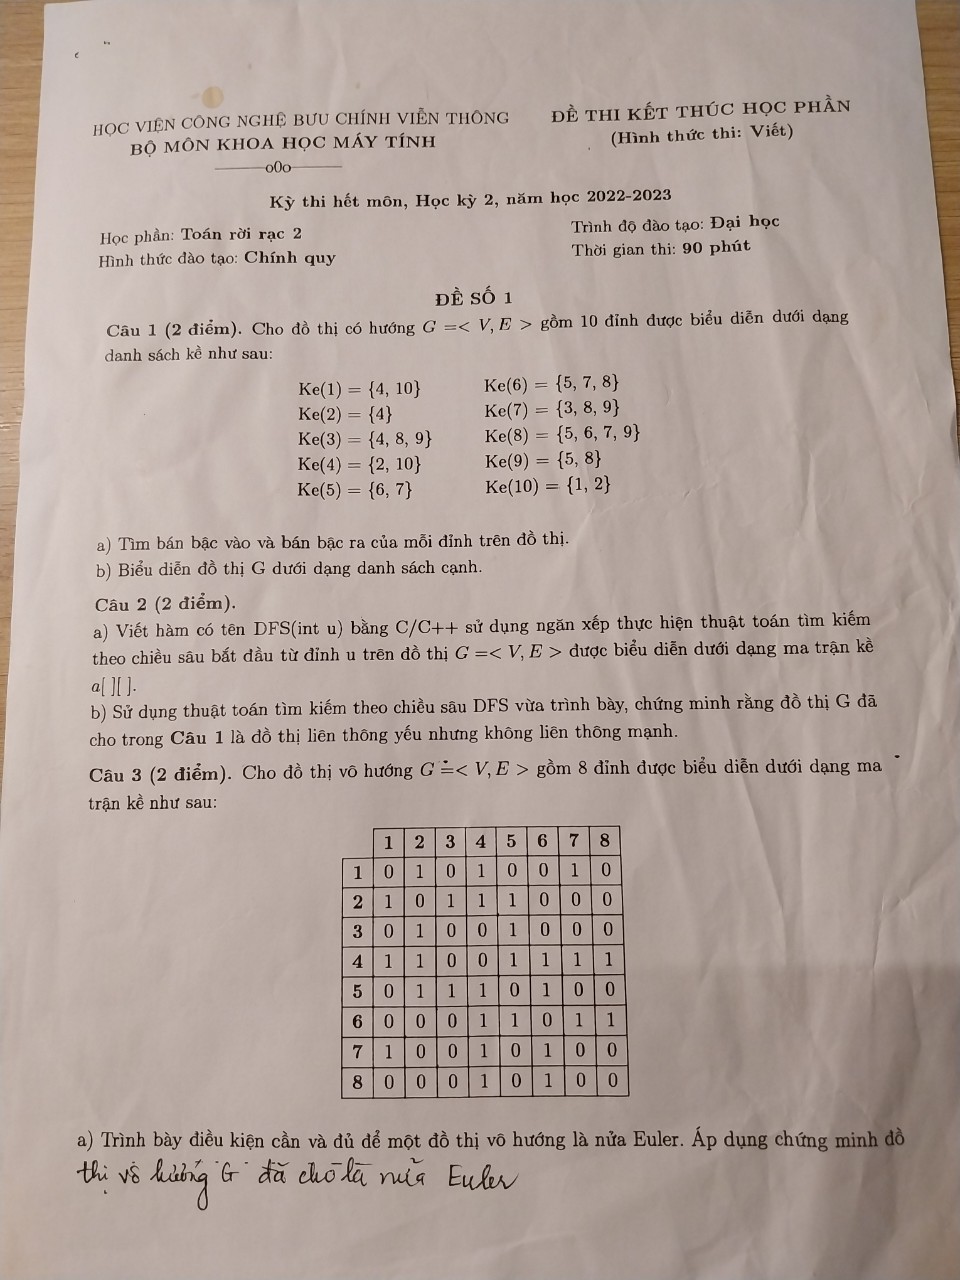 HỌC VIỆN CÔNG NGHỆ BƯU CHÍNH VIỄN THÔNG
BỘ MÔN KHOA HỌC MÁY TÍNH
o0o
ĐỀ THI KẾT THÚC HỌC PHẦN
(Hình thức thi: Viết)
Kỳ thi hết môn, Học kỳ 2, năm học 2022-2023
Học phần: Toán rời rạc 2
Hình thức đào tạo: Chính quy
Trình độ đào tạo: Đại học
Thời gian thi: 90 phút
ĐỀ SỐ 1
Câu 1 (2 điểm). Cho đồ thị có hướng G =< V, E > gồm 10 đỉnh được biểu diễn dưới dạng
danh sách kề như sau:
Ke(1) = {4, 10} Ke(6) = {5, 7, 8}
Ke(2) = {4} Ke(7) = {3, 8, 9}
Ke(3) = {4, 8, 9} Ke(8) = {5, 6, 7, 9}
Ke(4) = {2, 10} Ke(9) = {5, 8}
Ke(5) = {6, 7} Ke(10) = {1, 2}
a) Tìm bán bậc vào và bán bậc ra của mỗi đỉnh trên đồ thị.
b) Biểu diễn đồ thị G dưới dạng danh sách cạnh.
Câu 2 (2 điểm).
a) Viết hàm có tên DFS(int u) bằng C/C++ sử dụng ngăn xếp thực hiện thuật toán tìm kiếm
theo chiều sâu bắt đầu từ đỉnh u trên đồ thị G =< V, E > được biểu diễn dưới dạng ma trận kề
a[ ][ ].
b) Sử dụng thuật toán tìm kiếm theo chiều sâu DFS vừa trình bày, chứng minh rằng đồ thị G đã
cho trong Câu 1 là đồ thị liên thông yếu nhưng không liên thông mạnh.
Câu 3 (2 điểm). Cho đồ thị vô hướng G =< V, E > gồm 8 đỉnh được biểu diễn dưới dạng ma
trận kề như sau:
1 2 3 4 5 6 7 8
1 0 1 0 1 0 0 1 0
2 1 0 1 1 1 0 0 0
3 0 1 0 0 1 0 0 0
4 1 1 0 0 1 1 1 1
5 0 1 1 1 0 1 0 0
6 0 0 0 1 1 0 1 1
7 1 0 0 1 0 1 0 0
8 0 0 0 1 0 1 0 0
a) Trình bày điều kiện cần và đủ để một đồ thị vô hướng là nửa Euler. Áp dụng chứng minh đồ
thị vô hướng G đã cho là nửa Euler